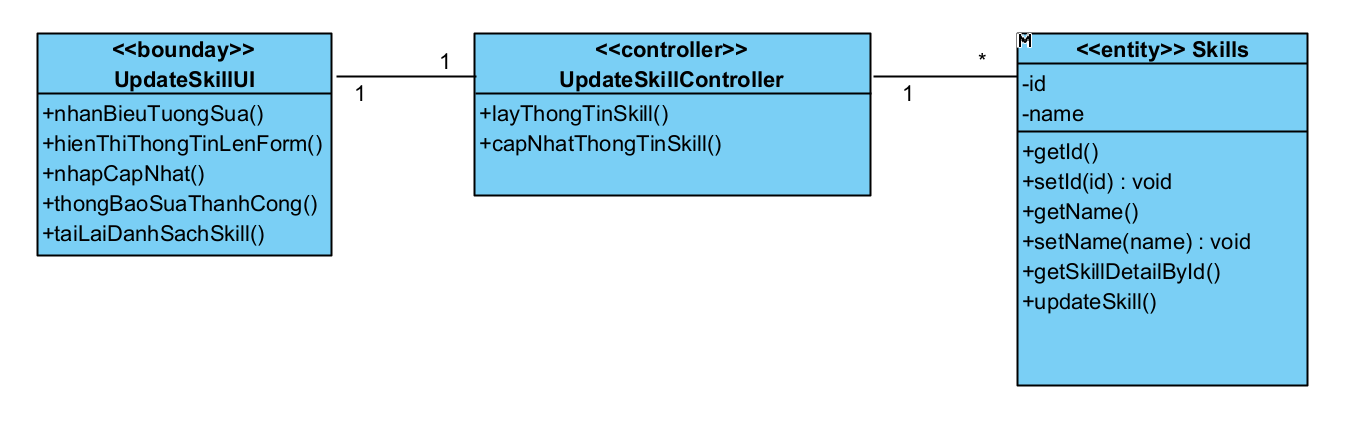 <<bounday>>
UpdateSkillUI
+nhanBieuTuongSua()
+hienThiThongTinLenForm()
+nhapCapNhat()
+thongBaoSuaThanhCong()
+taiLaiDanhSachSkill()
1
1
<<controller>>
UpdateSkillController
+layThongTinSkill()
+capNhatThongTinSkill()
*
1
M
<<entity>> Skills
-id
-name
+getId()
+setId(id) : void
+getName()
+setName(name) : void
+getSkillDetailById()
+updateSkill()